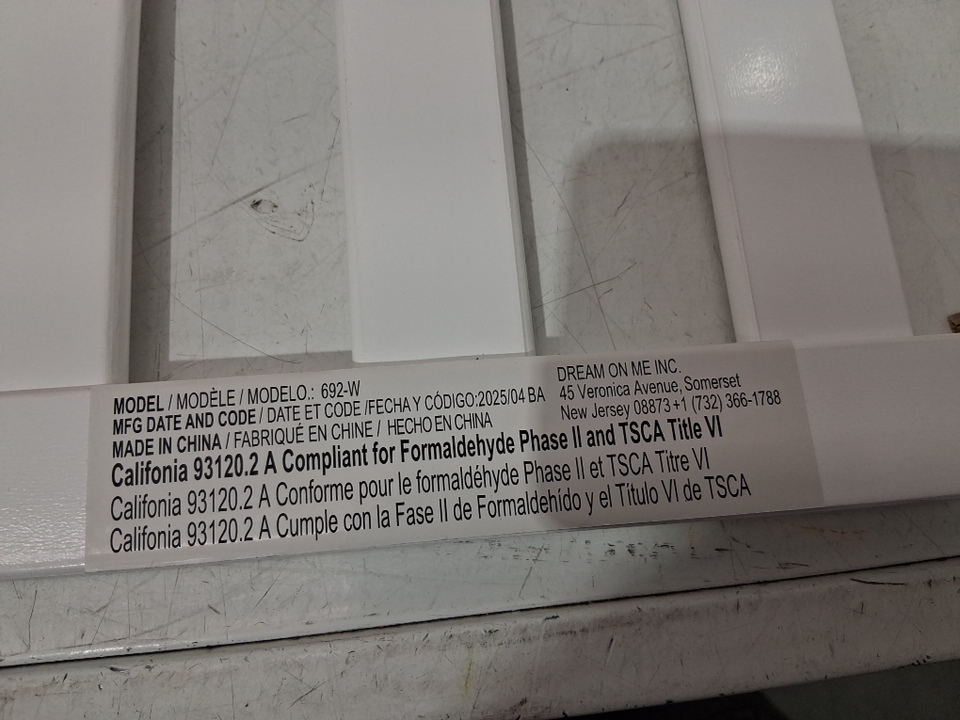 MODEL / MODÈLE / MODELO.: 692-W
MFG DATE AND CODE / DATE ET CODE /FECHA Y CÓDIGO:2025/04 BA
MADE IN CHINA / FABRIQUÉ EN CHINE / HECHO EN CHINA
DREAM ON ME INC.
45 Veronica Avenue, Somerset
New Jersey 08873 +1 (732) 366-1788
Califonia 93120.2 A Compliant for Formaldehyde Phase II and TSCA Title VI
Califonia 93120.2 A Conforme pour le formaldéhyde Phase II et TSCA Titre VI
Califonia 93120.2 A Cumple con la Fase II de Formaldehído y el Título VI de TSCA